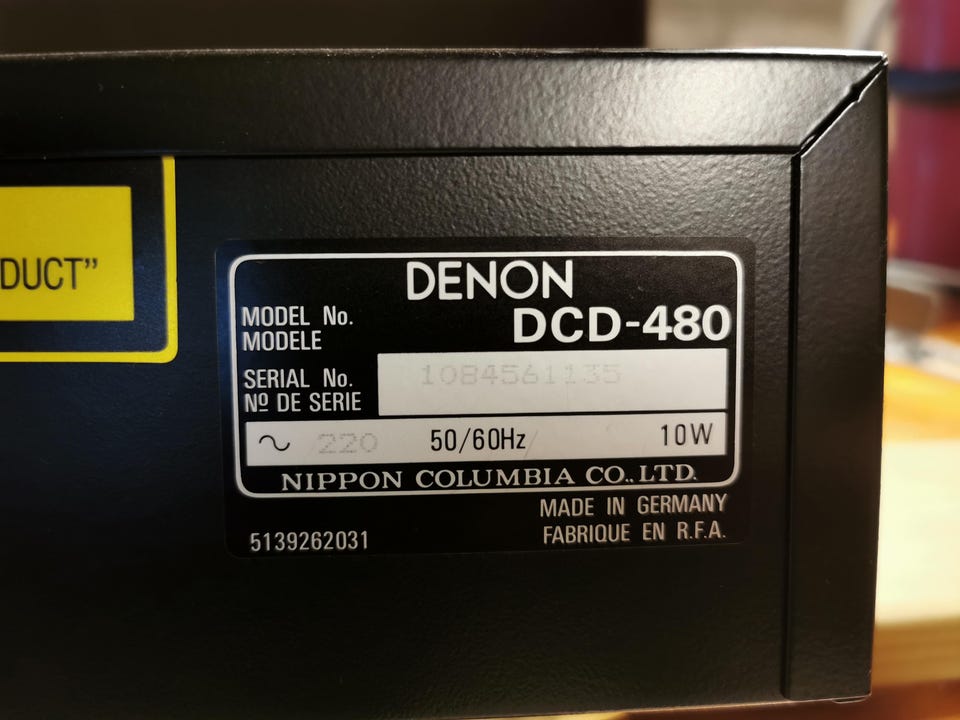 DUCT”
DENON
MODEL No.
MODELE
DCD-480
SERIAL No.
Nº DE SERIE
1084561135
~ 220 50/60Hz 10W
NIPPON COLUMBIA CO., LTD.
MADE IN GERMANY
FABRIQUE EN R.F.A.
5139262031